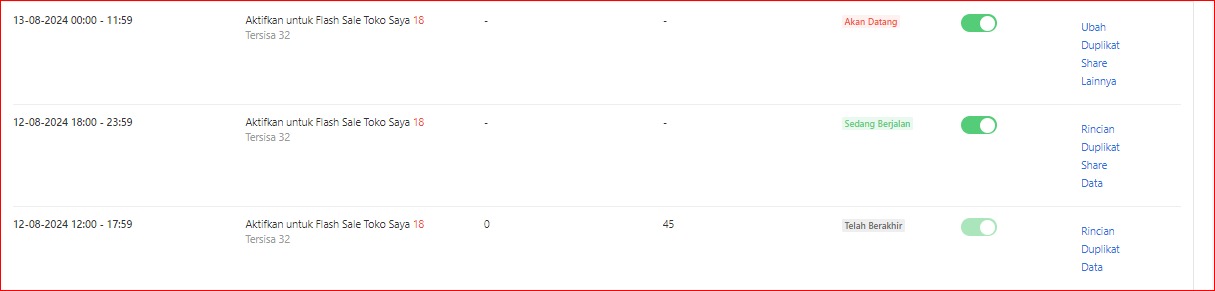 13-08-2024 00:00 - 11:59 Aktifkan untuk Flash Sale Toko Saya 18 - - Akan Datang Ubah
Tersisa 32 Duplikat
Share
Lainnya
12-08-2024 18:00 - 23:59 Aktifkan untuk Flash Sale Toko Saya 18 - - Sedang Berjalan Rincian
Tersisa 32 Duplikat
Share
Data
12-08-2024 12:00 - 17:59 Aktifkan untuk Flash Sale Toko Saya 18 0 45 Telah Berakhir Rincian
Tersisa 32 Duplikat
Data